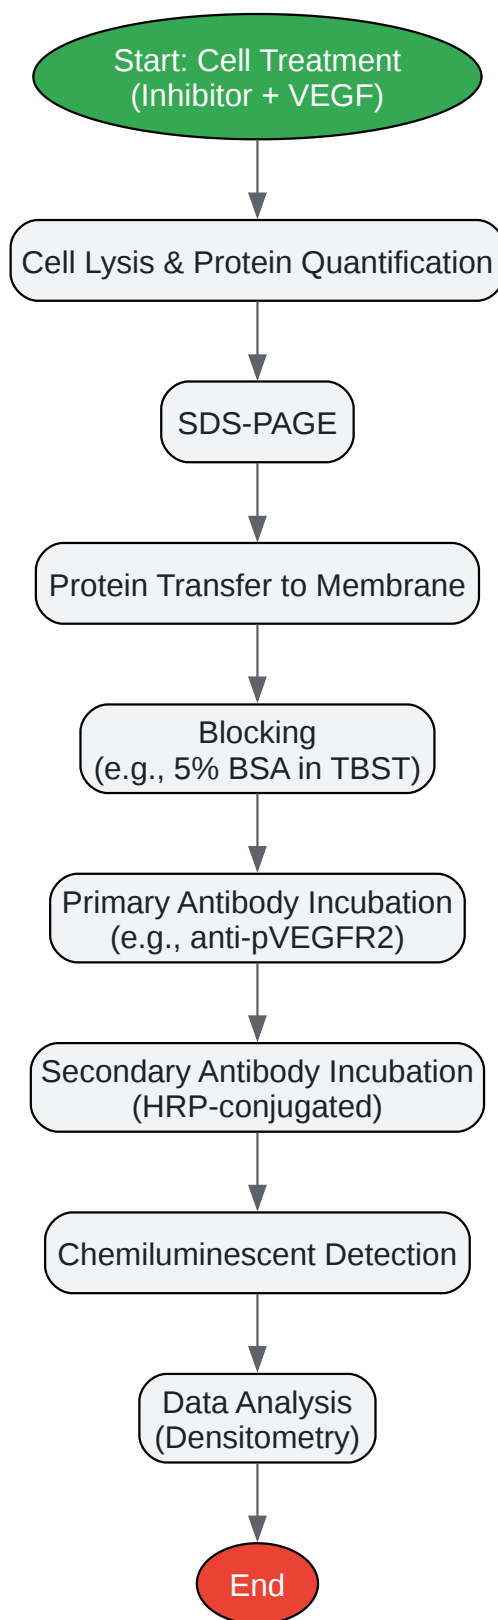 Start: Cell Treatment
(Inhibitor + VEGF)
Cell Lysis & Protein Quantification
SDS-PAGE
Protein Transfer to Membrane
Blocking
(e.g., 5% BSA in TBST)
Primary Antibody Incubation
(e.g., anti-pVEGFR2)
Secondary Antibody Incubation
(HRP-conjugated)
Chemiluminescent Detection
Data Analysis
(Densitometry)
End